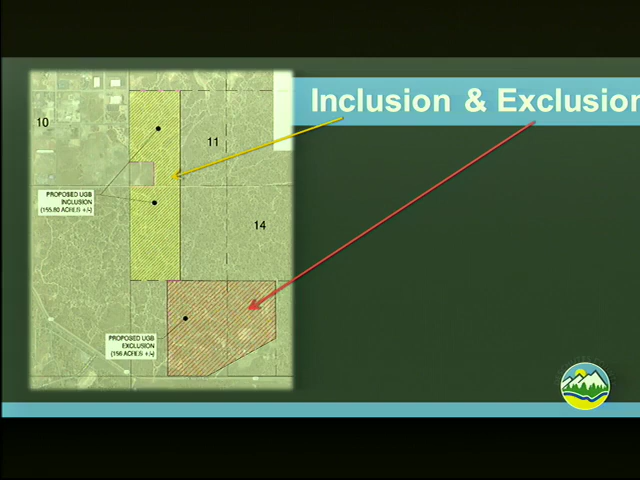 Inclusion & Exclusion
10
11
PROPOSED UGB
INCLUSION
(155.80 ACRES +/-)
14
PROPOSED UGB
EXCLUSION
(156 ACRES +/-)